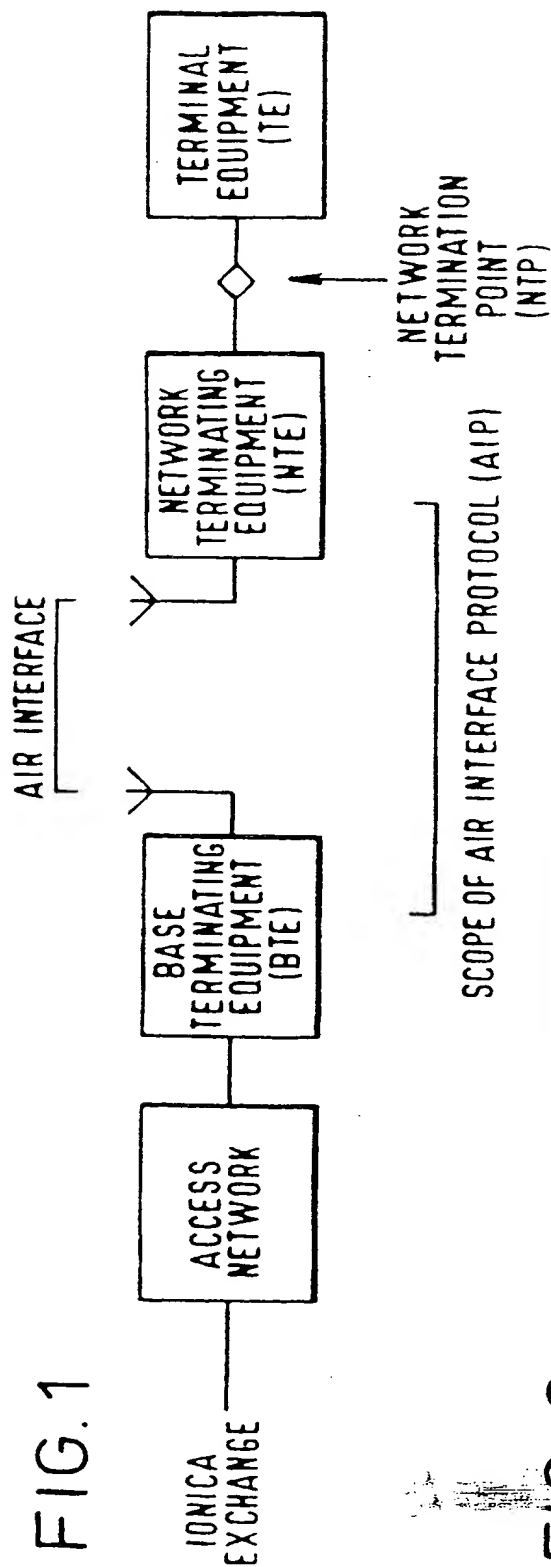 FIG. 1
AIR INTERFACE
IONICA
EXCHANGE
ACCESS
NETWORK
BASE
TERMINATING
EQUIPMENT
(BTE)
NETWORK
TERMINATING
EQUIPMENT
(NTE)
TERMINAL
EQUIPMENT
(TE)
NETWORK
TERMINATION
POINT
(NTP)
SCOPE OF AIR INTERFACE PROTOCOL (AIP)